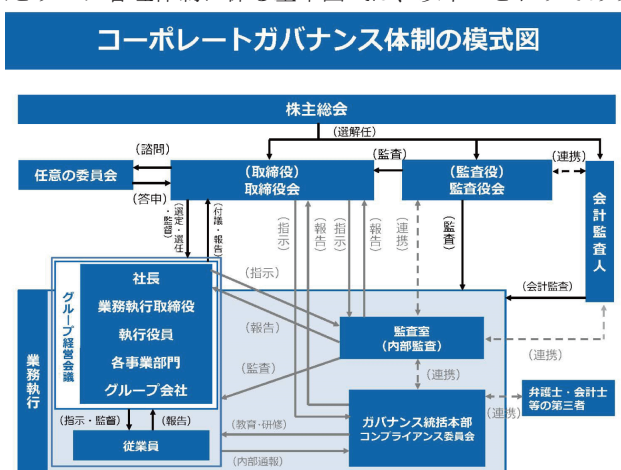 コーポレートガバナンス体制の模式図
株主総会
(選解任)
(諮問)
任意の委員会
(答申)
(取締役)
取締役会
(監査)
(監査役)
監査役会
(連携)
会計監査人
(選定・選任
・監督)
(付議・報告)
(指示)
(報告)
(指示)
(報告)
(連携)
(監査)
(会計監査)
業務執行
グループ経営会議
社長
業務執行取締役
執行役員
各事業部門
グループ会社
(指示)
(報告)
(監査)
監査室
(内部監査)
(連携)
(連携)
(指示・監督)
(報告)
従業員
(教育・研修)
(内部通報)
ガバナンス統括本部
コンプライアンス委員会
(連携)
弁護士・会計士
等の第三者